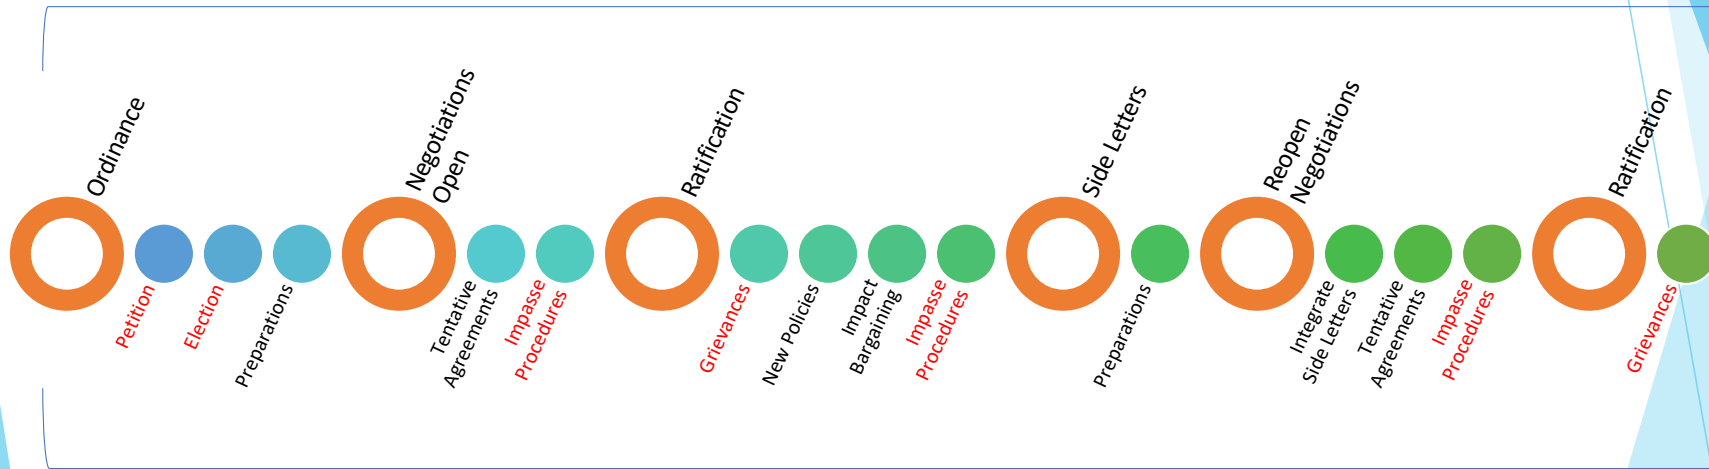 Ordinance
Petition
Election
Preparations
Negotiations
Open
Tentative
Agreements
Impasse
Procedures
Ratification
Grievances
New Policies
Impact
Bargaining
Impasse
Procedures
Side Letters
Preparations
Reopen
Negotiations
Integrate
Side Letters
Tentative
Agreements
Impasse
Procedures
Ratification
Grievances